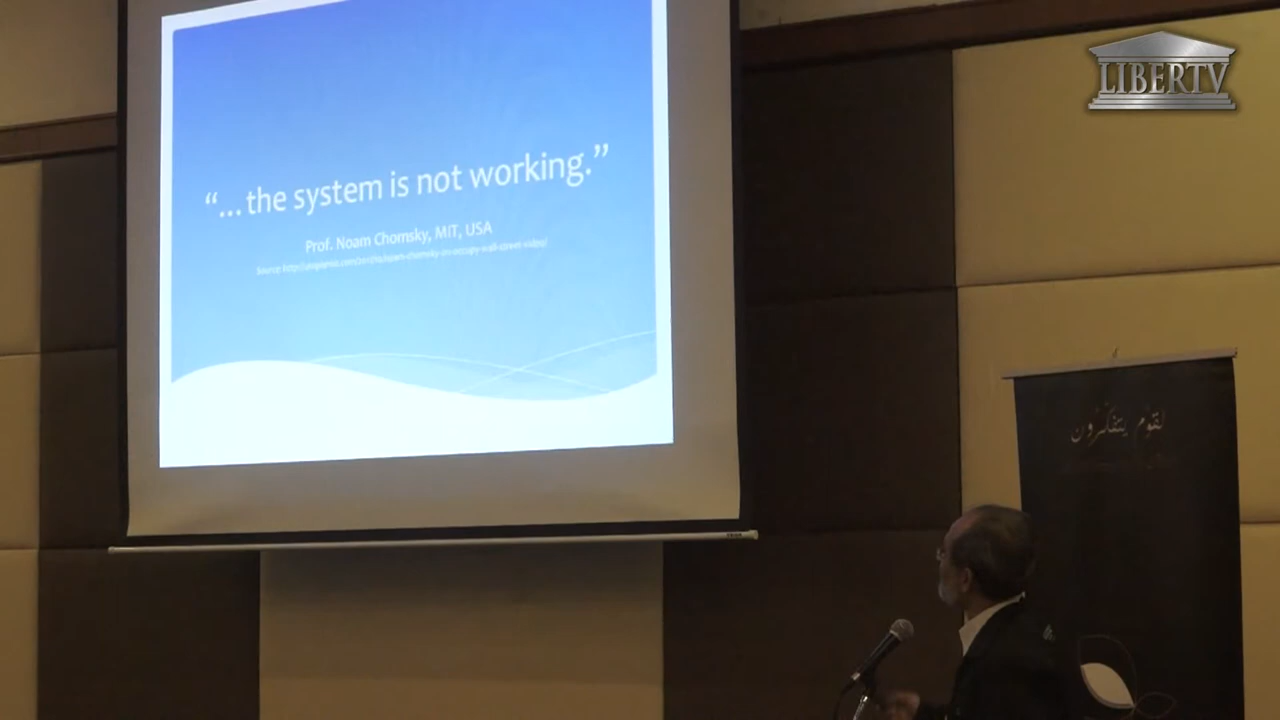 LIBERTV
“... the system is not working.”
Prof. Noam Chomsky, MIT, USA
لقوم يتفكرون